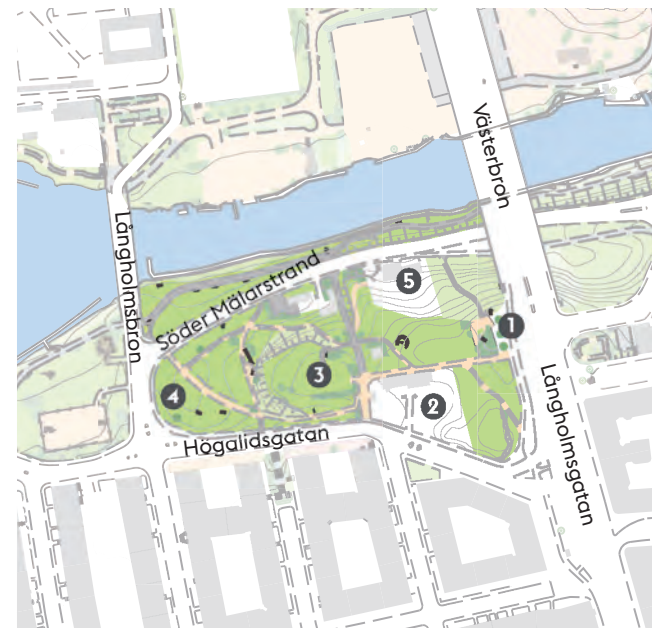 Västerbron
Långholmsbron
Söder Mälarstrand
5
1
3
4
2
Långholmsgatan
Högalidsgatan